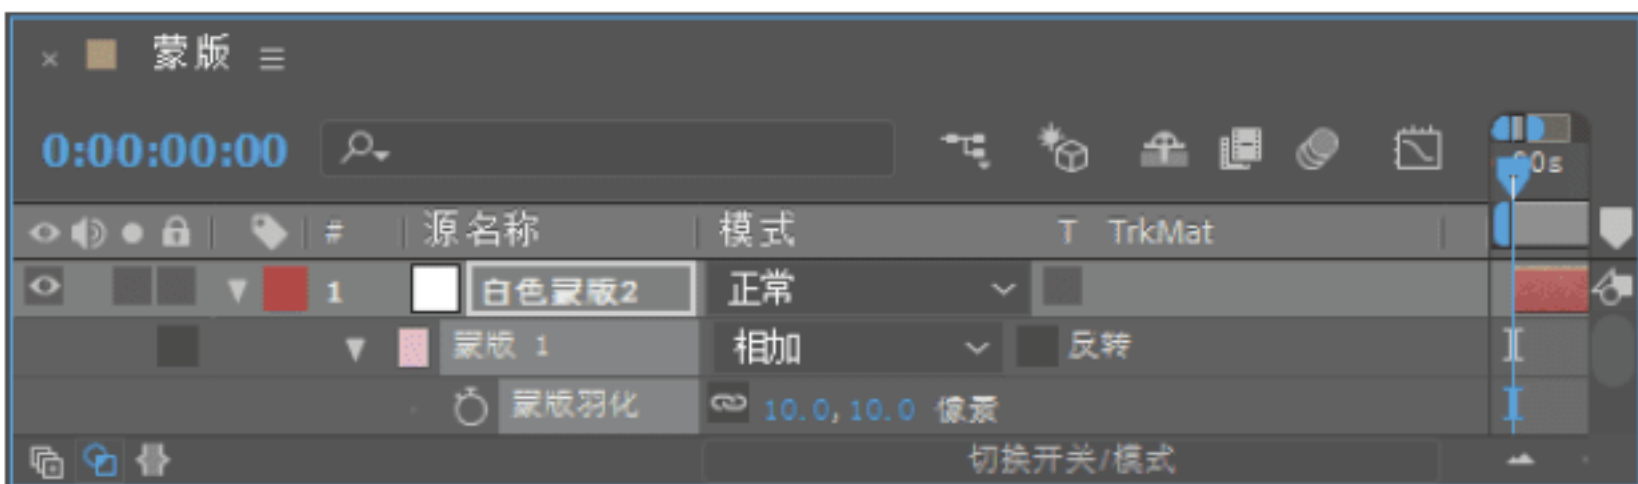 蒙版
0:00:00:00
00s
# 源名称 模式 T TrkMat
1 白色蒙版2 正常
蒙版 1 相加 反转
蒙版羽化 10.0,10.0 像素
切换开关/模式